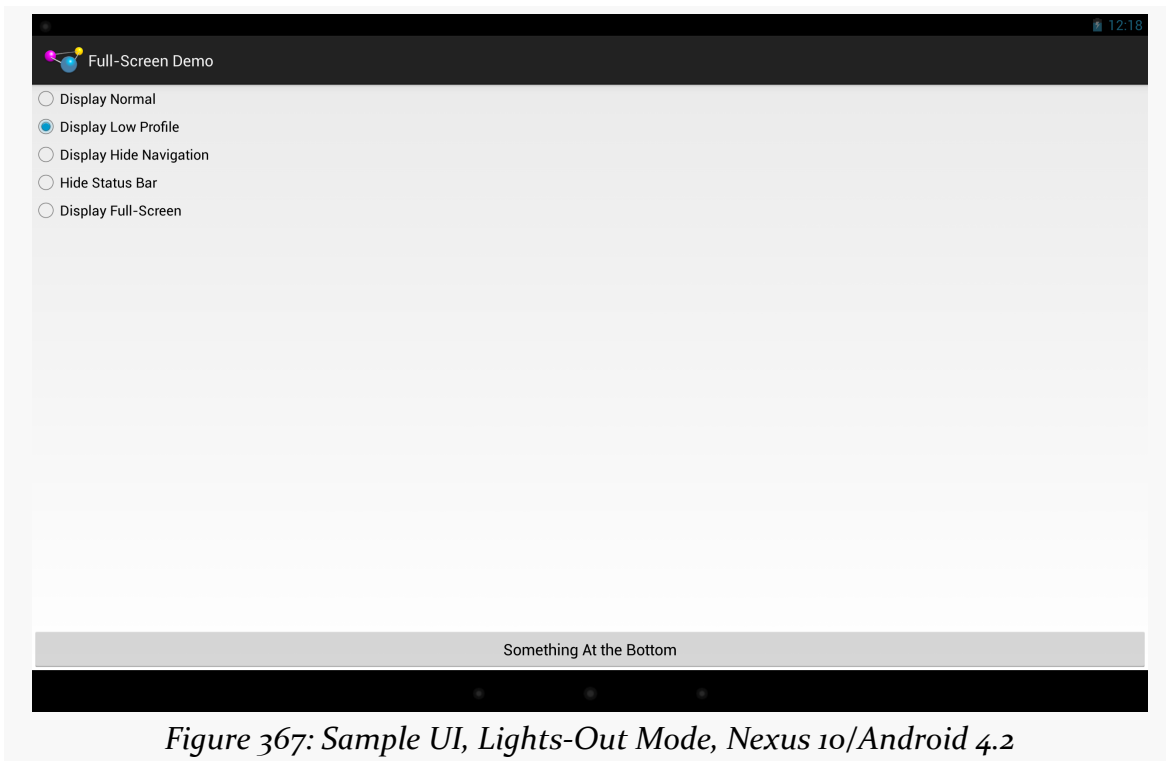 12:18
Full-Screen Demo
Display Normal
Display Low Profile
Display Hide Navigation
Hide Status Bar
Display Full-Screen
Something At the Bottom
Figure 367: Sample UI, Lights-Out Mode, Nexus 10/Android 4.2